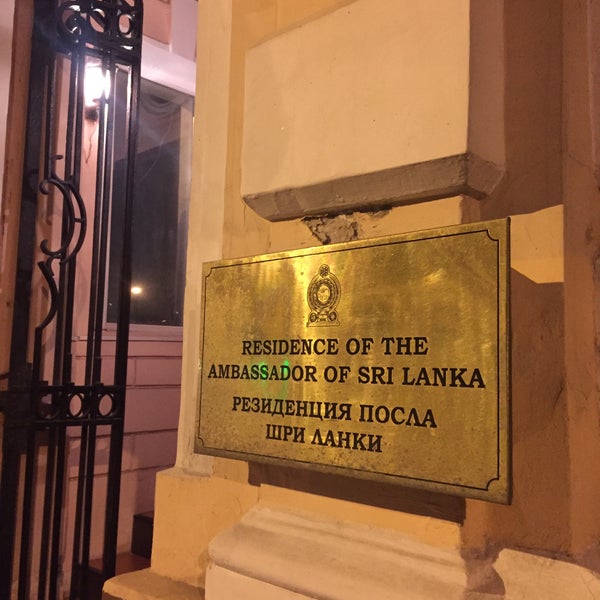 RESIDENCE OF THE
AMBASSADOR OF SRI LANKA
РЕЗИДЕНЦИЯ ПОСЛА
ШРИ ЛАНКИ